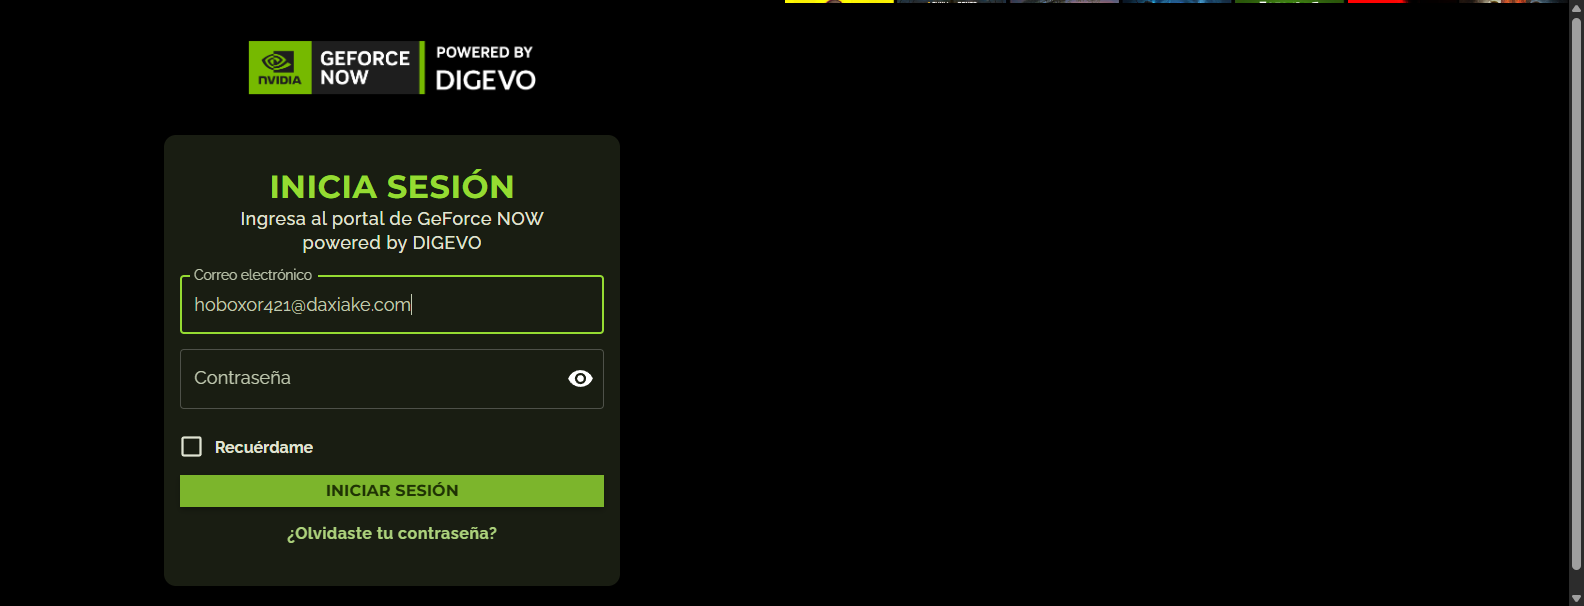 NVIDIA
GEFORCE NOW
POWERED BY
DIGEVO
INICIA SESIÓN
Ingresa al portal de GeForce NOW
powered by DIGEVO
Correo electrónico
hoboxor421@daxiake.com
Contraseña
Recuérdame
INICIAR SESIÓN
¿Olvidaste tu contraseña?